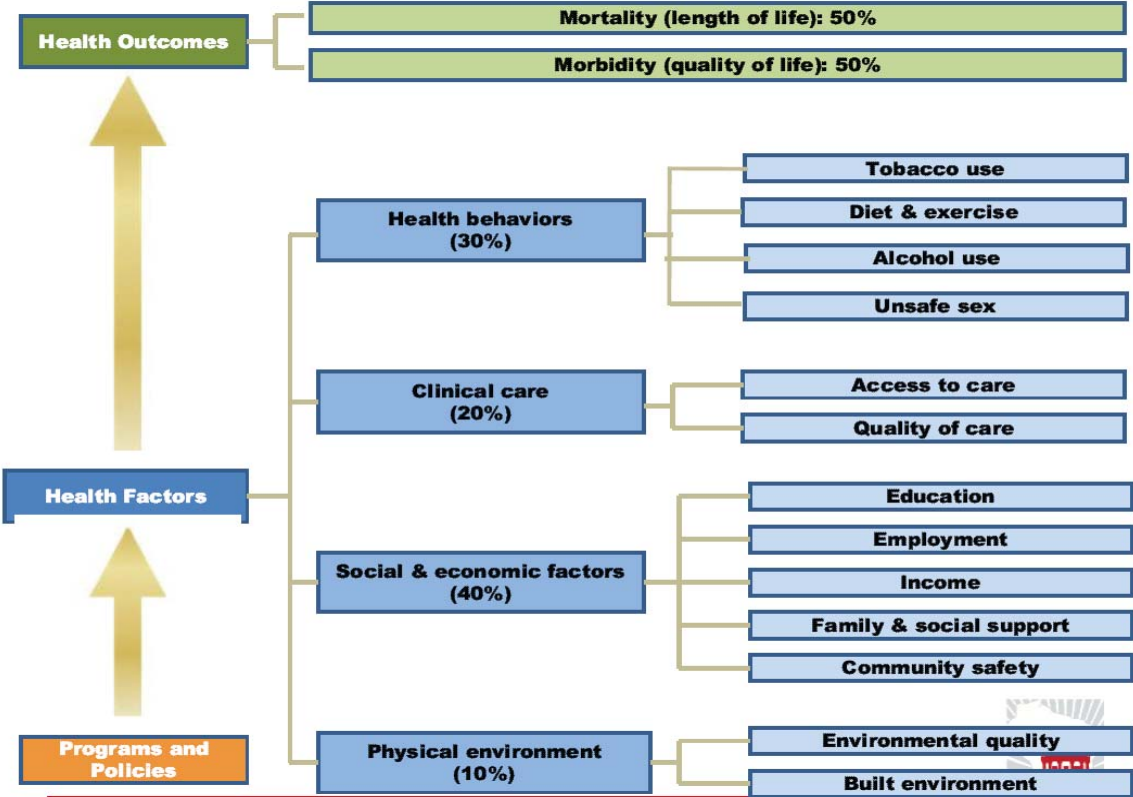 Health Outcomes
Mortality (length of life): 50%
Morbidity (quality of life): 50%
Health behaviors
(30%)
Tobacco use
Diet & exercise
Alcohol use
Unsafe sex
Clinical care
(20%)
Access to care
Quality of care
Health Factors
Social & economic factors
(40%)
Education
Employment
Income
Family & social support
Community safety
Programs and
Policies
Physical environment
(10%)
Environmental quality
Built environment